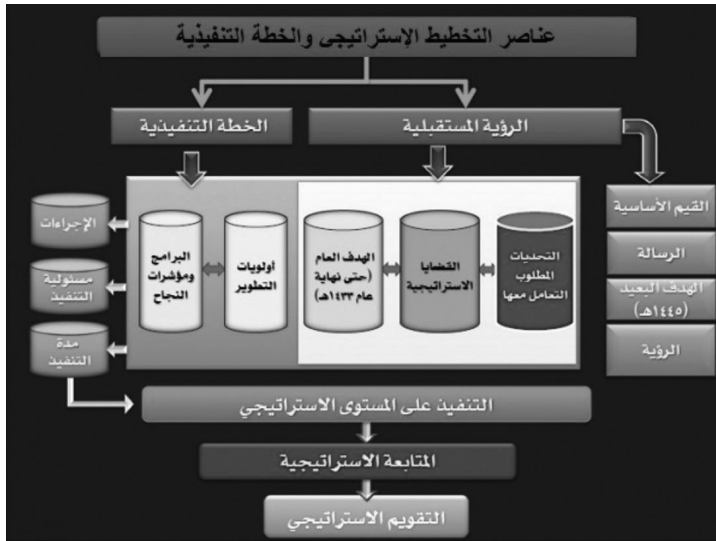 عناصر التخطيط الإستراتيجى والخطة التنفيذية
الرؤية المستقبلية
الخطة التنفيذية
القيم الأساسية
الرسالة
الهدف البعيد
(١٤٤٥هـ)
الرؤية
التحديات
المطلوب
التعامل معها
القضايا
الاستراتيجية
الهدف العام
(حتى نهاية
عام ١٤٣٣هـ)
أولويات
التطوير
البرامج
ومؤشرات
النجاح
الإجراءات
مسئولية
التنفيذ
مدة
التنفيذ
التنفيذ على المستوى الاستراتيجي
المتابعة الاستراتيجية
التقويم الاستراتيجي